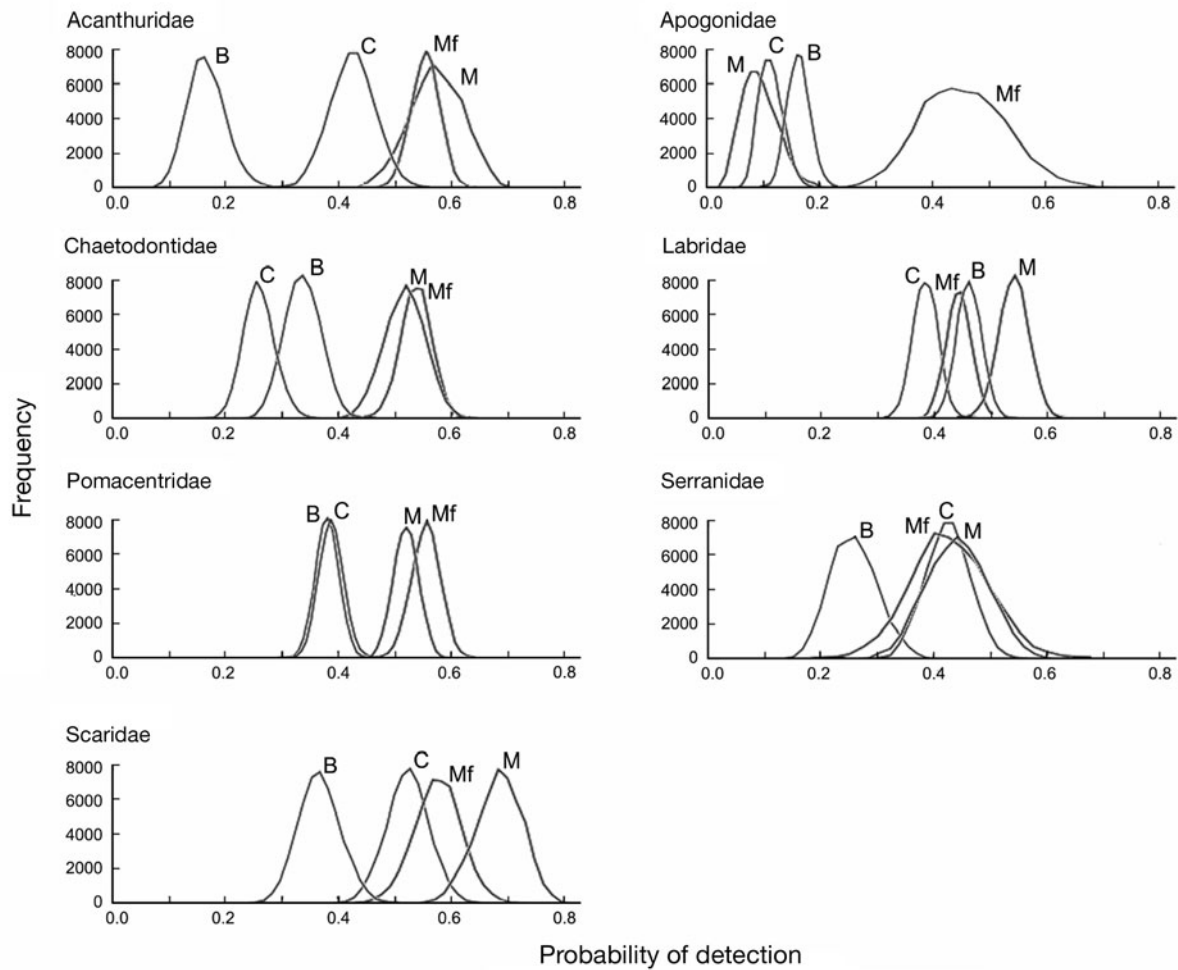 Acanthuridae
8000
6000
4000
2000
0
B
C
Mf
M
0.0 0.2 0.4 0.6 0.8
Apogonidae
8000
6000
4000
2000
0
M
C
B
Mf
0.0 0.2 0.4 0.6 0.8
Chaetodontidae
8000
6000
4000
2000
0
C
B
M
Mf
0.0 0.2 0.4 0.6 0.8
Labridae
8000
6000
4000
2000
0
C
Mf
B
M
0.0 0.2 0.4 0.6 0.8
Pomacentridae
8000
6000
4000
2000
0
B
C
M
Mf
0.0 0.2 0.4 0.6 0.8
Serranidae
8000
6000
4000
2000
0
B
Mf
C
M
0.0 0.2 0.4 0.6 0.8
Scaridae
8000
6000
4000
2000
0
B
C
Mf
M
0.0 0.2 0.4 0.6 0.8
Frequency
Probability of detection